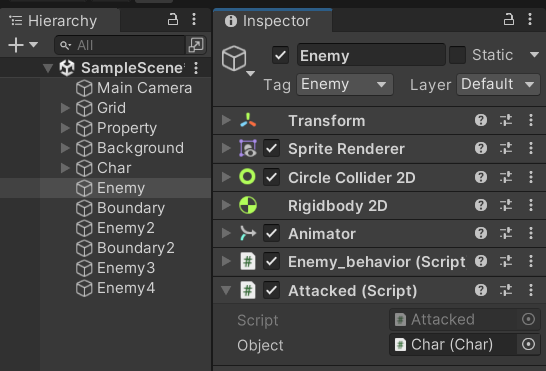 Hierarchy
All
SampleScene
Main Camera
Grid
Property
Background
Char
Enemy
Boundary
Enemy2
Boundary2
Enemy3
Enemy4
Inspector
Enemy
Static
Tag Enemy Layer Default
Transform
Sprite Renderer
Circle Collider 2D
Rigidbody 2D
Animator
Enemy_behavior (Script
Attacked (Script)
Script Attacked
Object Char (Char)